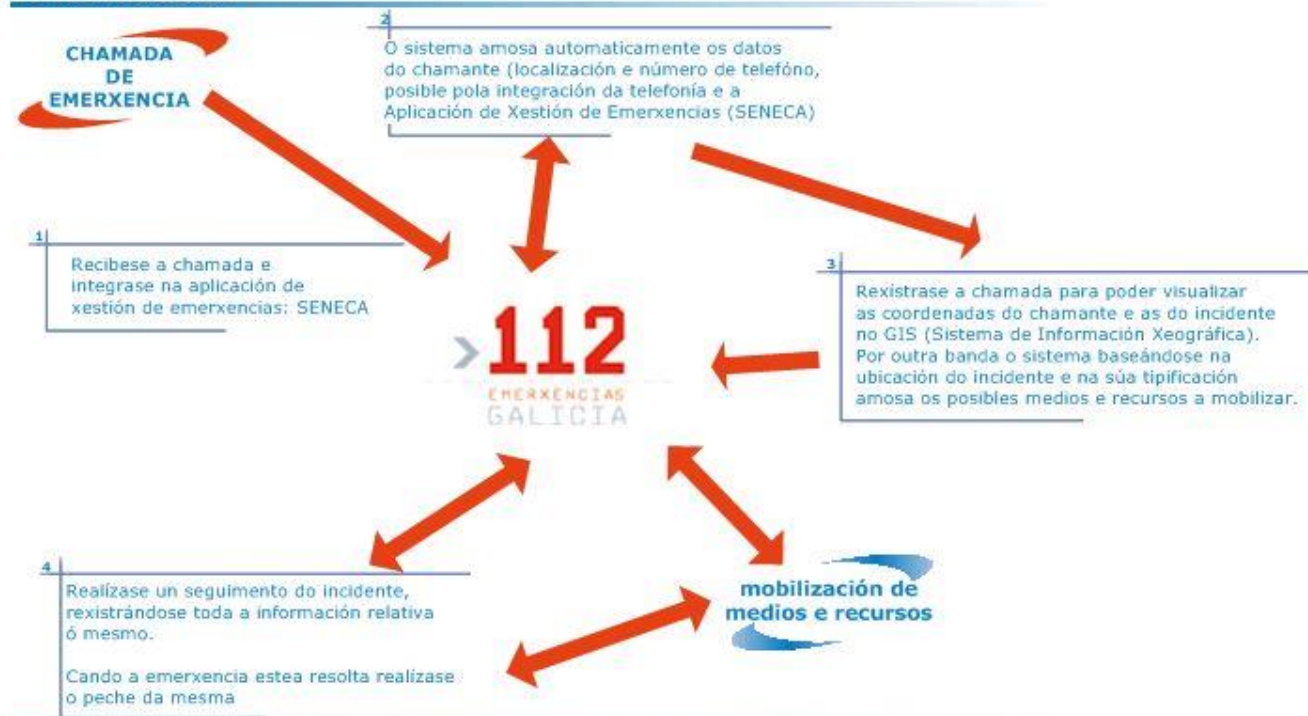 CHAMADA
DE
EMERXENCIA
2
O sistema amosa automaticamente os datos
do chamante (localización e número de telefóno,
posible pola integración da telefonía e a
Aplicación de Xestión de Emerxencias (SENECA)
1
Recibese a chamada e
integrase na aplicación de
xestión de emerxencias: SENECA
112
EMERXENCIAS
GALICIA
3
Rexistrase a chamada para poder visualizar
as coordenadas do chamante e as do incidente
no GIS (Sistema de Información Xeográfica).
Por outra banda o sistema baseándose na
ubicación do incidente e na súa tipificación
amosa os posibles medios e recursos a mobilizar.
4
Realízase un seguimento do incidente,
rexistrándose toda a información relativa
ó mesmo.
Cando a emerxencia estea resolta realízase
o peche da mesma
mobilización de
medios e recursos